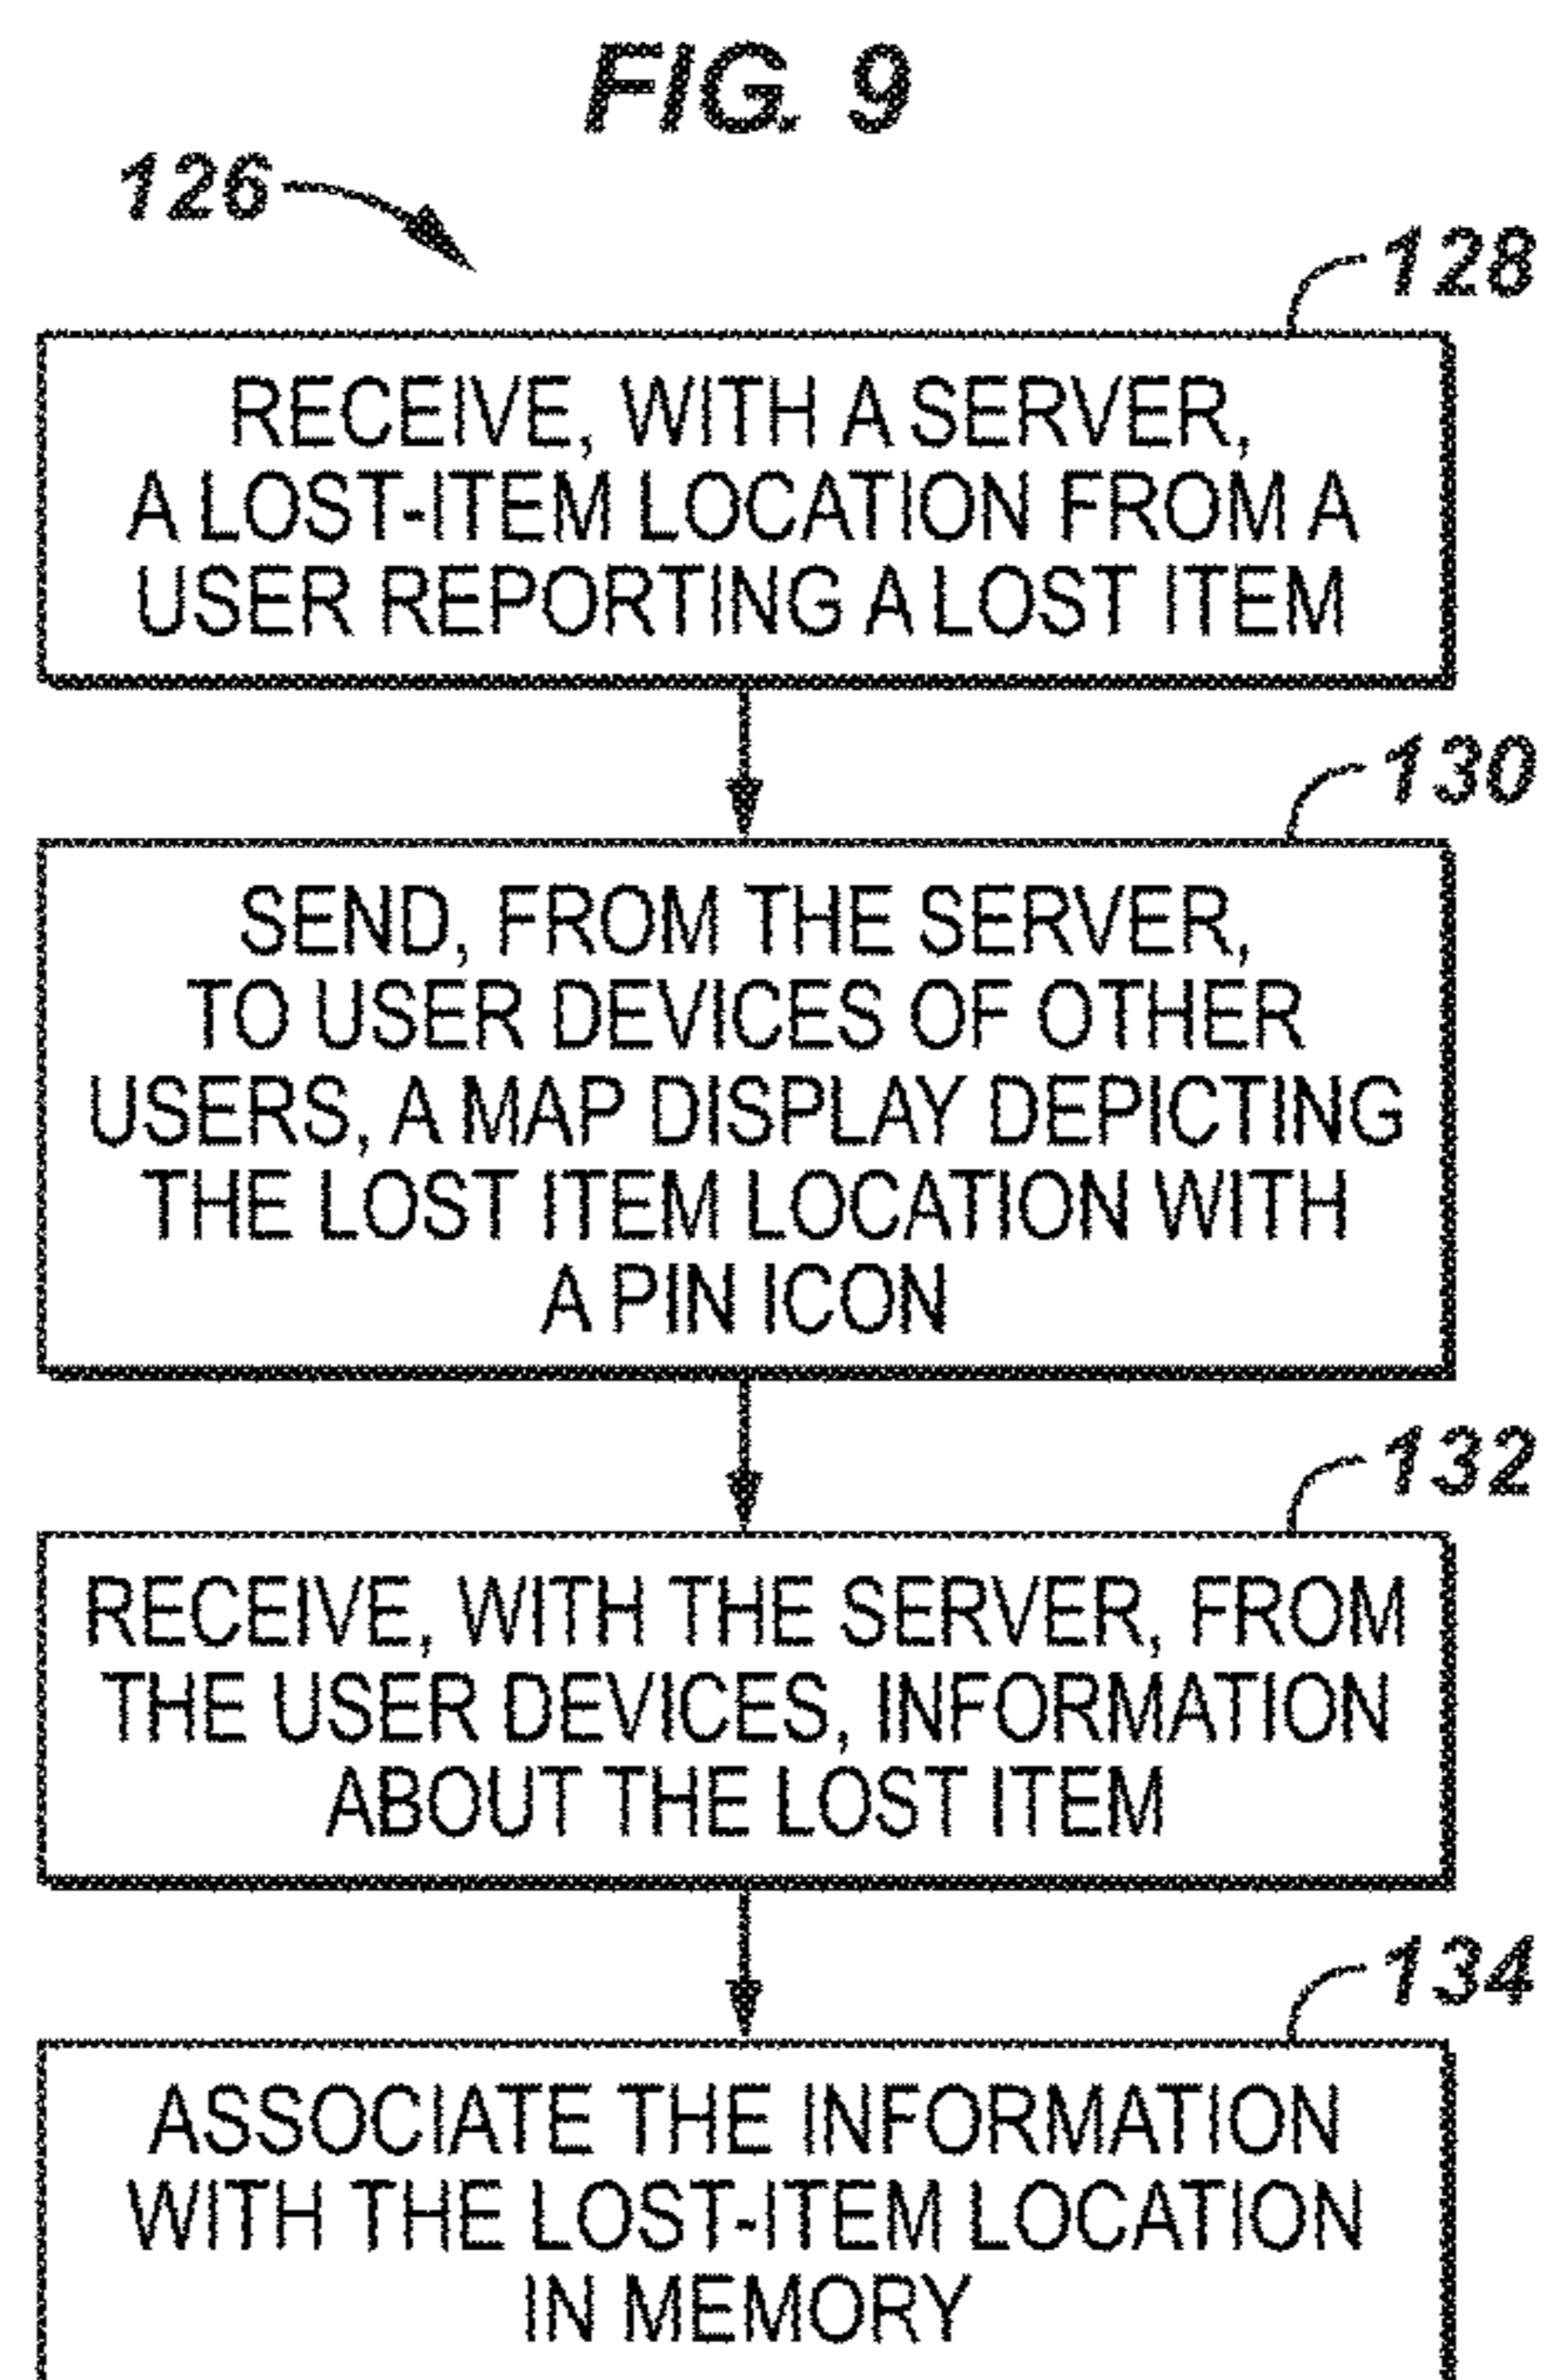 FIG. 9
126
128
RECEIVE, WITH A SERVER,
A LOST-ITEM LOCATION FROM A
USER REPORTING A LOST ITEM
130
SEND, FROM THE SERVER,
TO USER DEVICES OF OTHER
USERS, A MAP DISPLAY DEPICTING
THE LOST ITEM LOCATION WITH
A PIN ICON
132
RECEIVE, WITH THE SERVER, FROM
THE USER DEVICES, INFORMATION
ABOUT THE LOST ITEM
134
ASSOCIATE THE INFORMATION
WITH THE LOST-ITEM LOCATION
IN MEMORY